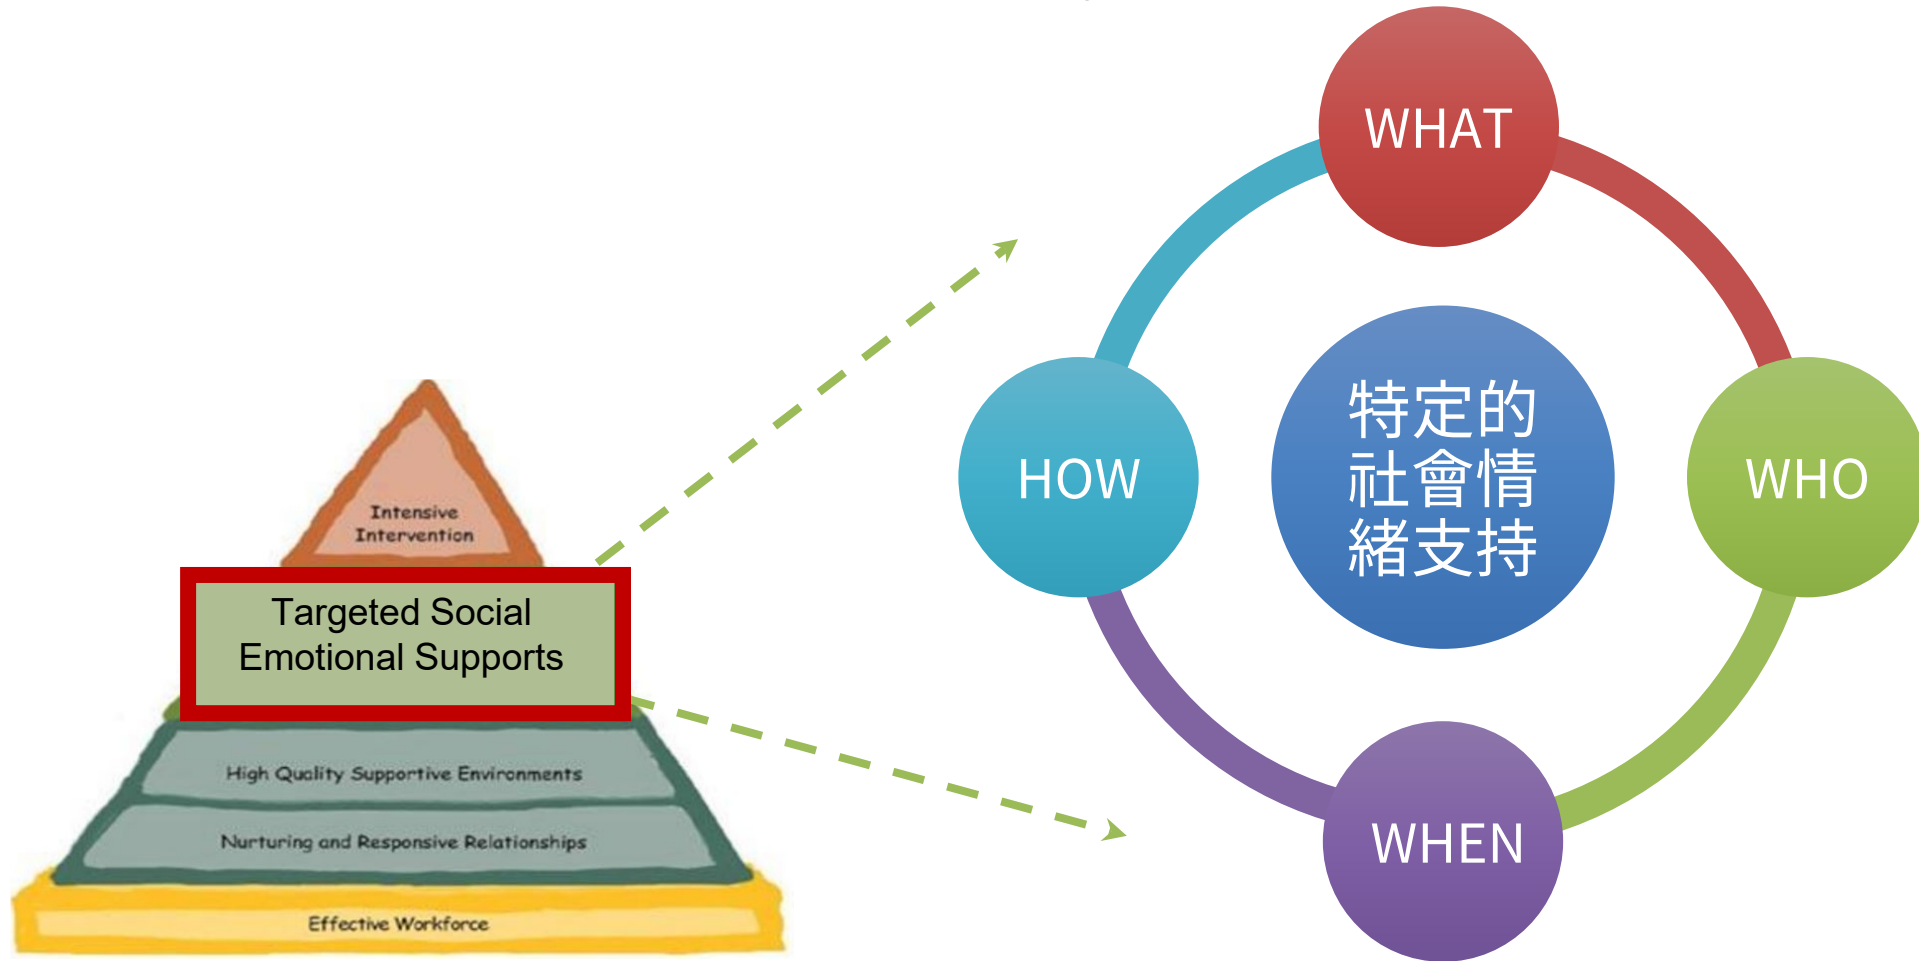 Intensive
Intervention
Targeted Social
Emotional Supports
High Quality Supportive Environments
Nurturing and Responsive Relationships
Effective Workforce
WHAT
HOW
特定的
社會情
緒支持
WHO
WHEN